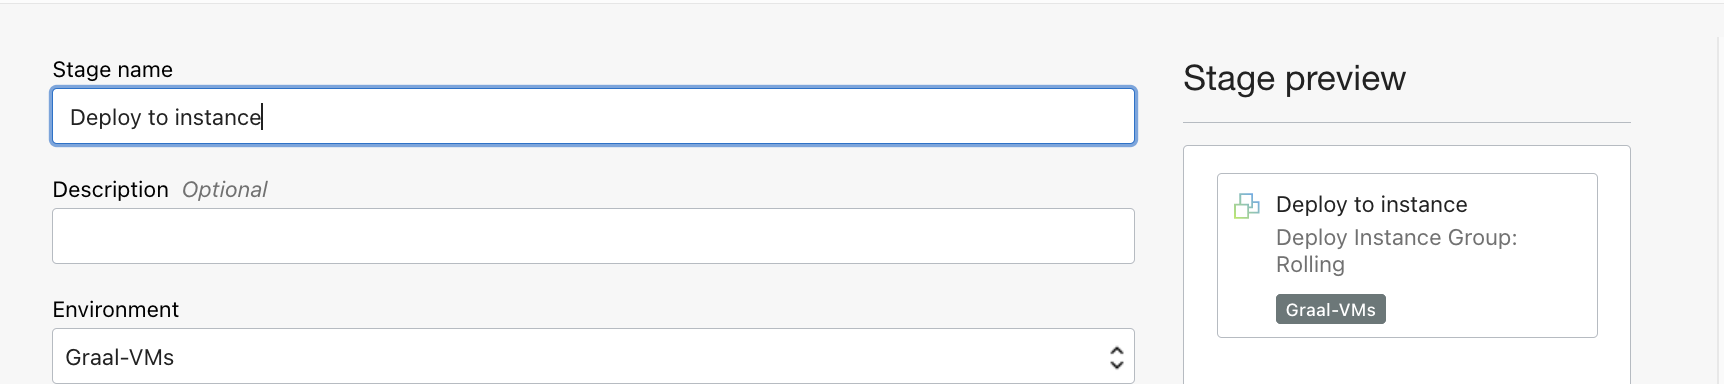 Stage name
Deploy to instance
Description Optional
Environment
Graal-VMs
Stage preview
Deploy to instance
Deploy Instance Group:
Rolling
Graal-VMs